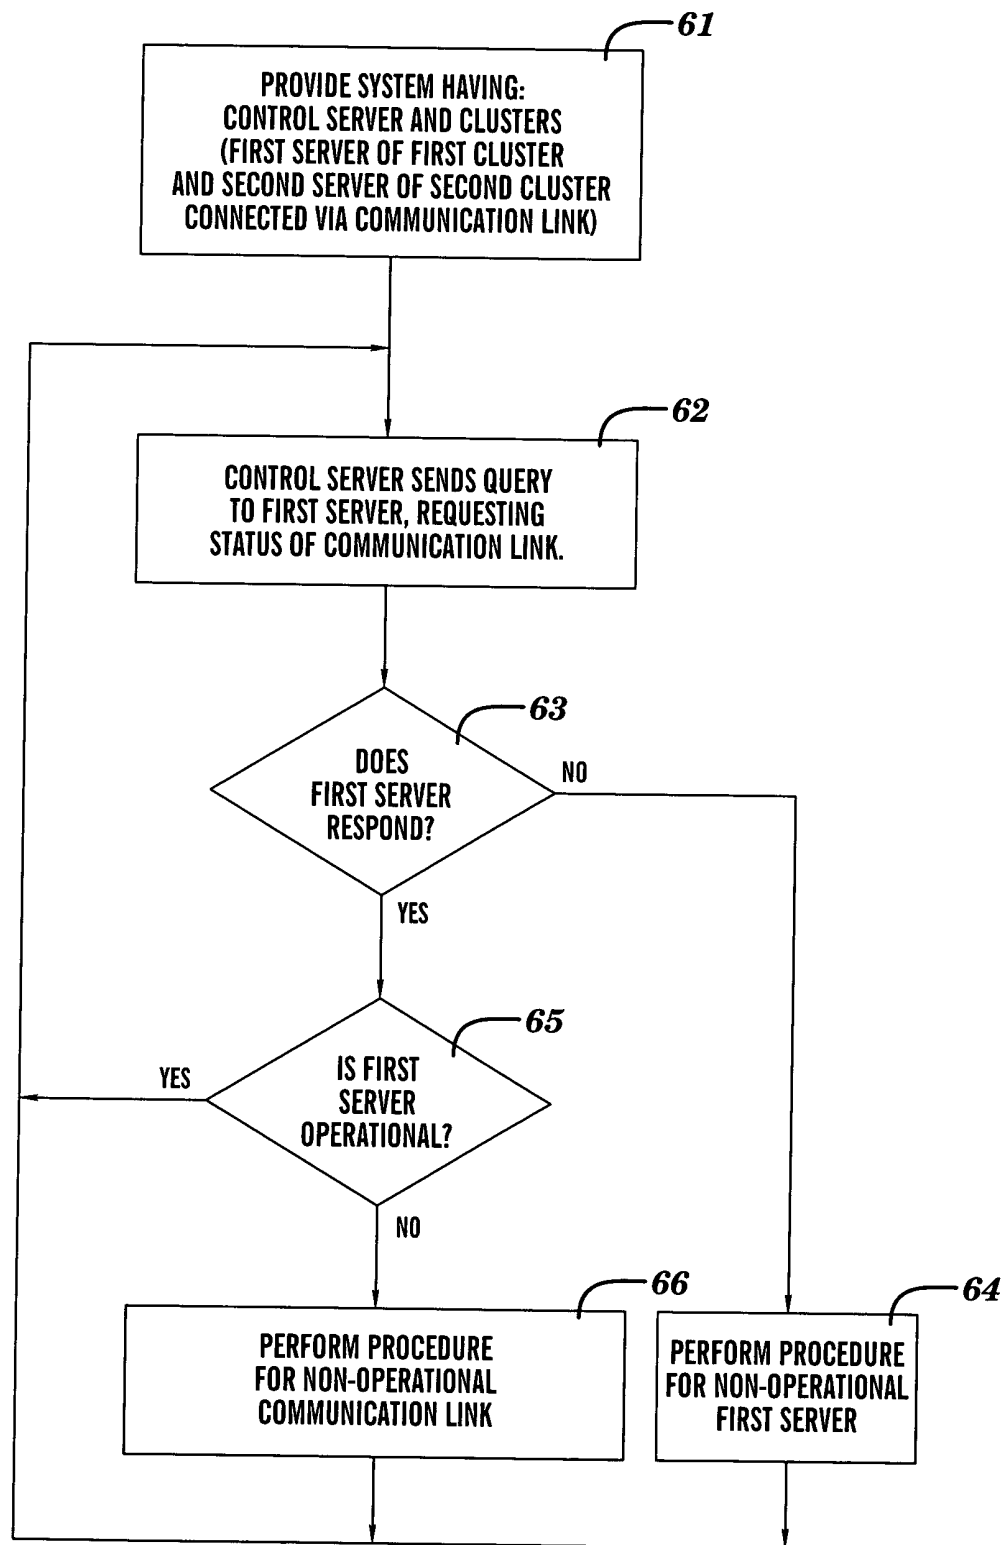 61
PROVIDE SYSTEM HAVING:
CONTROL SERVER AND CLUSTERS
(FIRST SERVER OF FIRST CLUSTER
AND SECOND SERVER OF SECOND CLUSTER
CONNECTED VIA COMMUNICATION LINK)
62
CONTROL SERVER SENDS QUERY
TO FIRST SERVER, REQUESTING
STATUS OF COMMUNICATION LINK.
63
DOES
FIRST SERVER
RESPOND?
NO
YES
65
IS FIRST
SERVER
OPERATIONAL?
YES
NO
66
PERFORM PROCEDURE
FOR NON-OPERATIONAL
COMMUNICATION LINK
64
PERFORM PROCEDURE
FOR NON-OPERATIONAL
FIRST SERVER